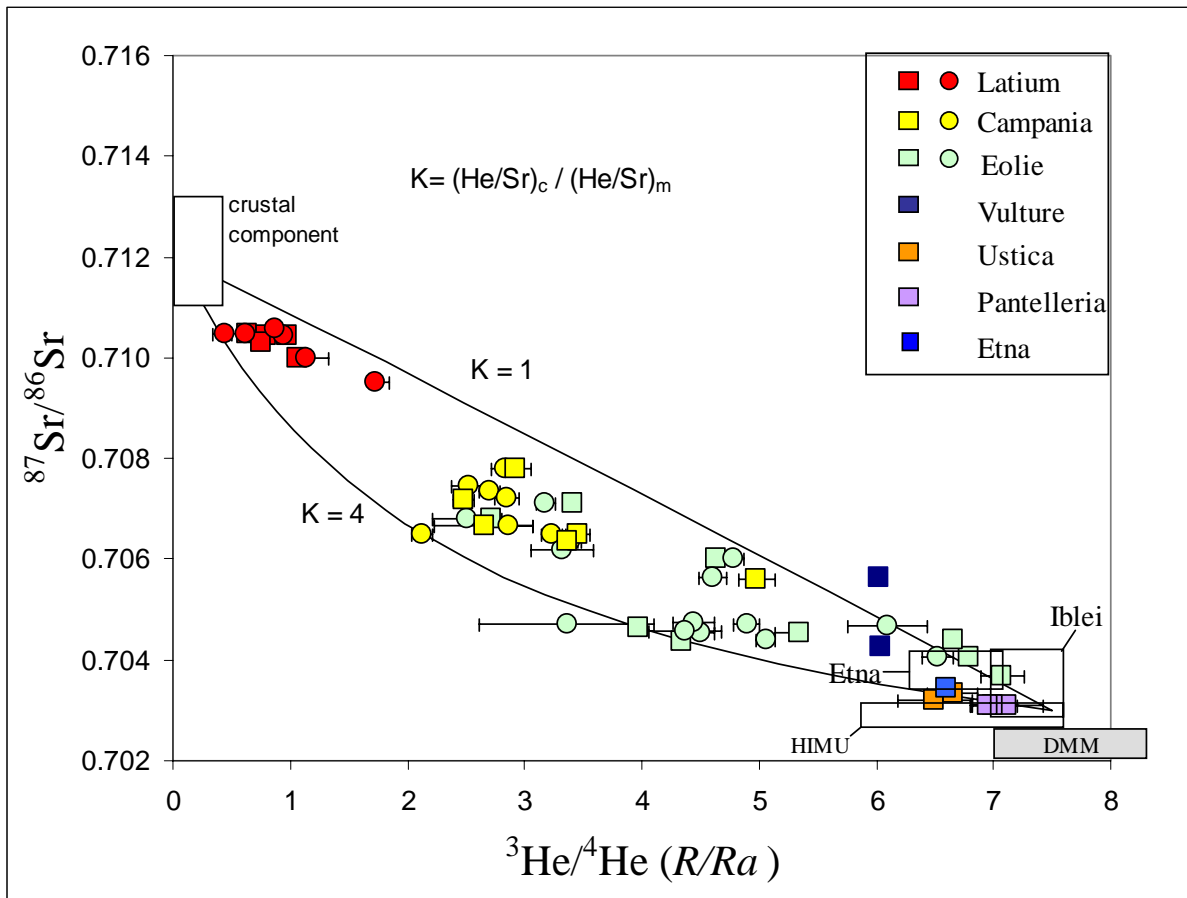 0.716
0.714
0.712
0.710
0.708
0.706
0.704
0.702
⁸⁷Sr/⁸⁶Sr
0 1 2 3 4 5 6 7 8
³He/⁴He (R/Ra )
crustal
component
K= (He/Sr)c / (He/Sr)m
K = 1
K = 4
Latium
Campania
Eolie
Vulture
Ustica
Pantelleria
Etna
Iblei
Etna
HIMU
DMM